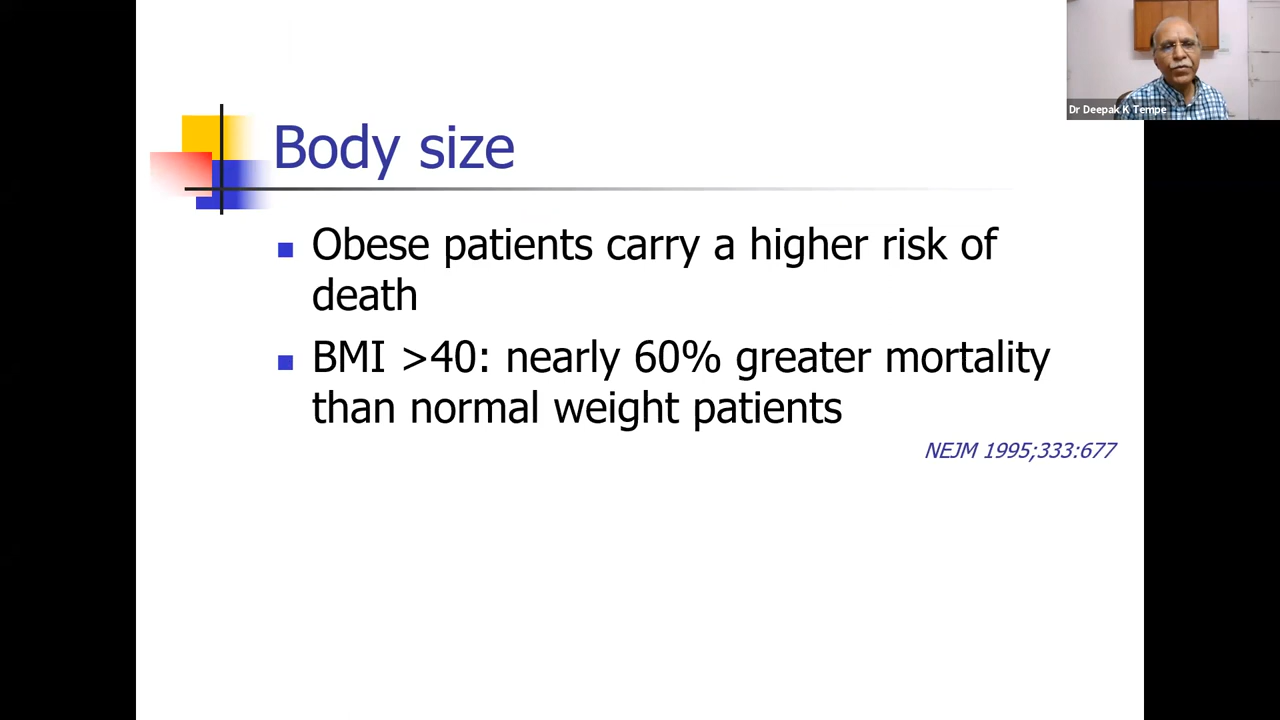 Dr Deepak K Tempe
Body size
Obese patients carry a higher risk of
death
BMI >40: nearly 60% greater mortality
than normal weight patients
NEJM 1995;333:677